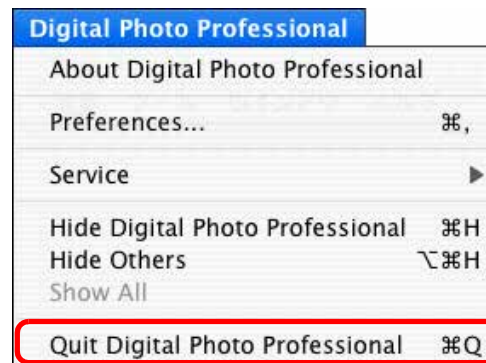 Digital Photo Professional
About Digital Photo Professional
Preferences... ⌘,
Service ▶
Hide Digital Photo Professional ⌘H
Hide Others ⌥⌘H
Show All
Quit Digital Photo Professional ⌘Q